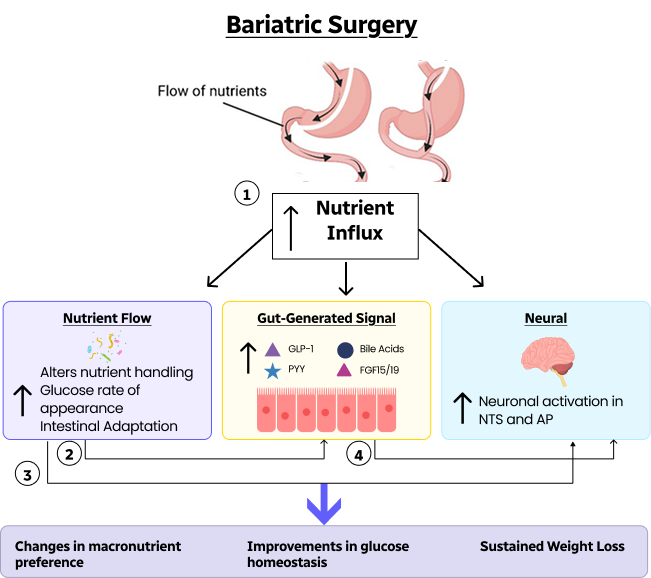 Bariatric Surgery
Flow of nutrients
1
Nutrient
Influx
Nutrient Flow
Alters nutrient handling
Glucose rate of
appearance
Intestinal Adaptation
Gut-Generated Signal
GLP-1
Bile Acids
PYY
FGF15/19
Neural
Neuronal activation in
NTS and AP
2
3
4
Changes in macronutrient
preference
Improvements in glucose
homeostasis
Sustained Weight Loss